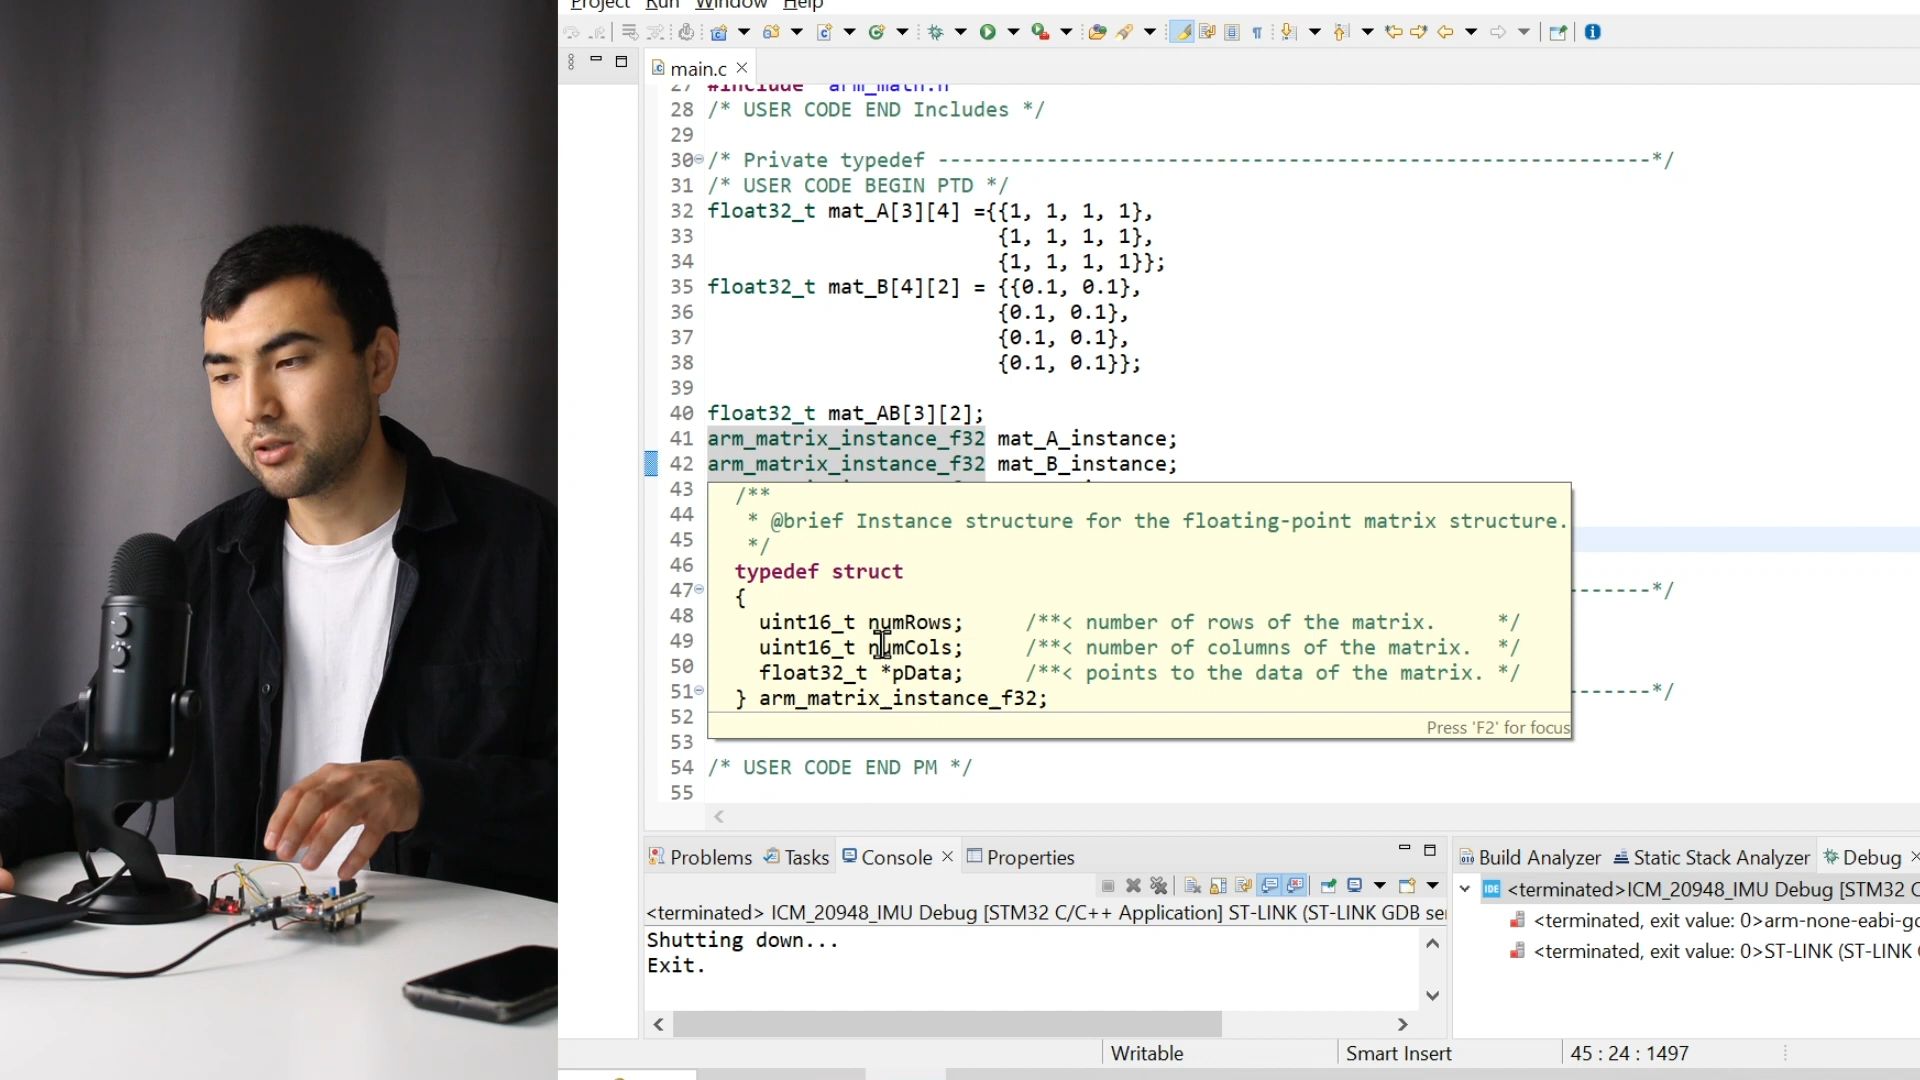 Project Run Window Help
main.c
27 #include "arm_math.h"
28 /* USER CODE END Includes */
29
30 /* Private typedef -----------------------------------------------------------*/
31 /* USER CODE BEGIN PTD */
32 float32_t mat_A[3][4] ={{1, 1, 1, 1},
33 {1, 1, 1, 1},
34 {1, 1, 1, 1}};
35 float32_t mat_B[4][2] = {{0.1, 0.1},
36 {0.1, 0.1},
37 {0.1, 0.1},
38 {0.1, 0.1}};
39
40 float32_t mat_AB[3][2];
41 arm_matrix_instance_f32 mat_A_instance;
42 arm_matrix_instance_f32 mat_B_instance;
43 /**
44 * @brief Instance structure for the floating-point matrix structure.
45 */
46 typedef struct
47 { ------*/
48 uint16_t numRows; /**< number of rows of the matrix. */
49 uint16_t numCols; /**< number of columns of the matrix. */
50 float32_t *pData; /**< points to the data of the matrix. */
51 } arm_matrix_instance_f32; ------*/
52
Press 'F2' for focus
53
54 /* USER CODE END PM */
55
Problems Tasks Console Properties
Build Analyzer Static Stack Analyzer Debug
<terminated> ICM_20948_IMU Debug [STM32 C/C++ Application] ST-LINK (ST-LINK GDB se
Shutting down...
Exit.
IDE <terminated>ICM_20948_IMU Debug [STM32 C
<terminated, exit value: 0>arm-none-eabi-g
<terminated, exit value: 0>ST-LINK (ST-LINK
Writable Smart Insert 45 : 24 : 1497